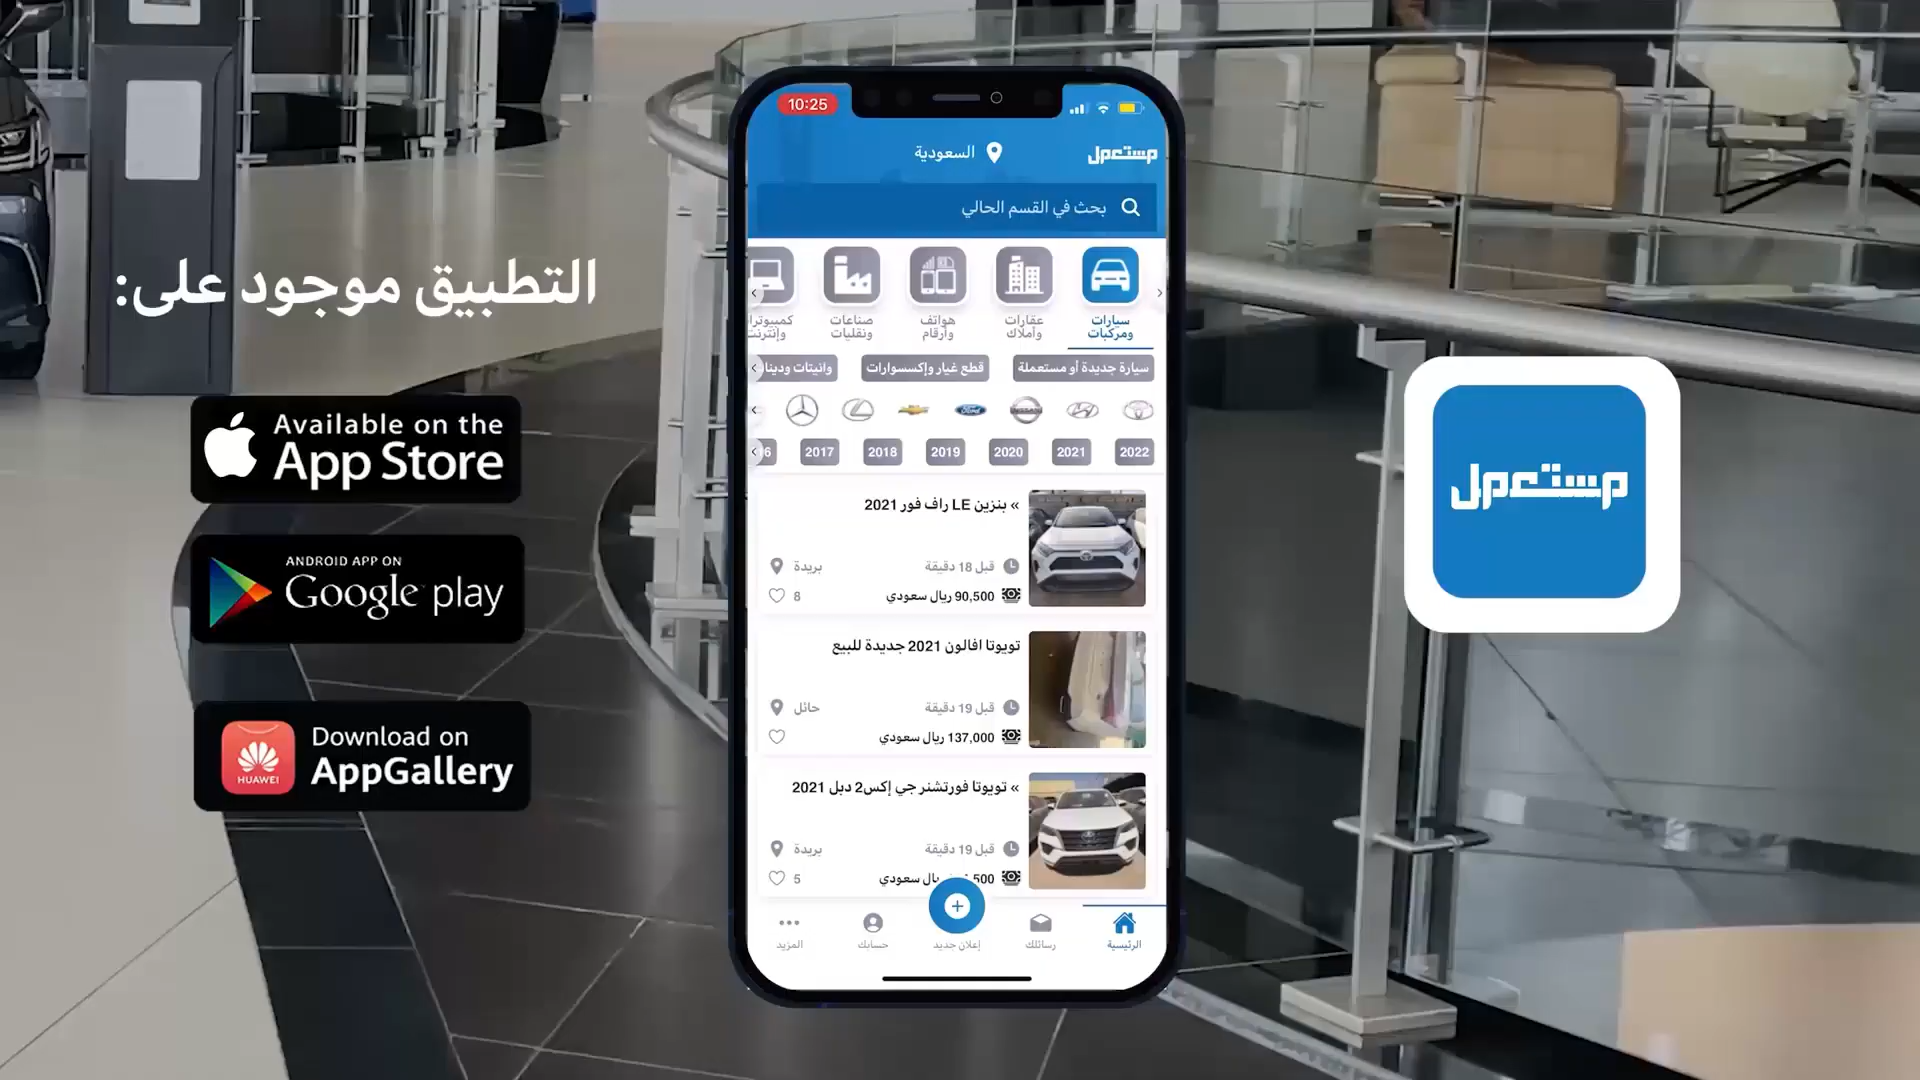 التطبيق موجود على:
Available on the
App Store
ANDROID APP ON
Google play
HUAWEI
Download on
AppGallery
10:25
مستعمل
السعودية
بحث في القسم الحالي
سيارات ومركبات
عقارات وأملاك
هواتف وأرقام
صناعات ونقليات
سيارة جديدة أو مستعملة
قطع غيار وإكسسوارات
وانيتات ودينا
Ford
NISSAN
2022
2021
2020
2019
2018
2017
» بنزين LE راف فور 2021
قبل 18 دقيقة
بريدة
90,500 ريال سعودي
8
تويوتا افالون 2021 جديدة للبيع
قبل 19 دقيقة
حائل
137,000 ريال سعودي
» تويوتا فورتشنر جي إكس2 دبل 2021
قبل 19 دقيقة
بريدة
سعودي
5
الرئيسية
رسائلك
إعلان جديد
حسابك
المزيد
مستعمل